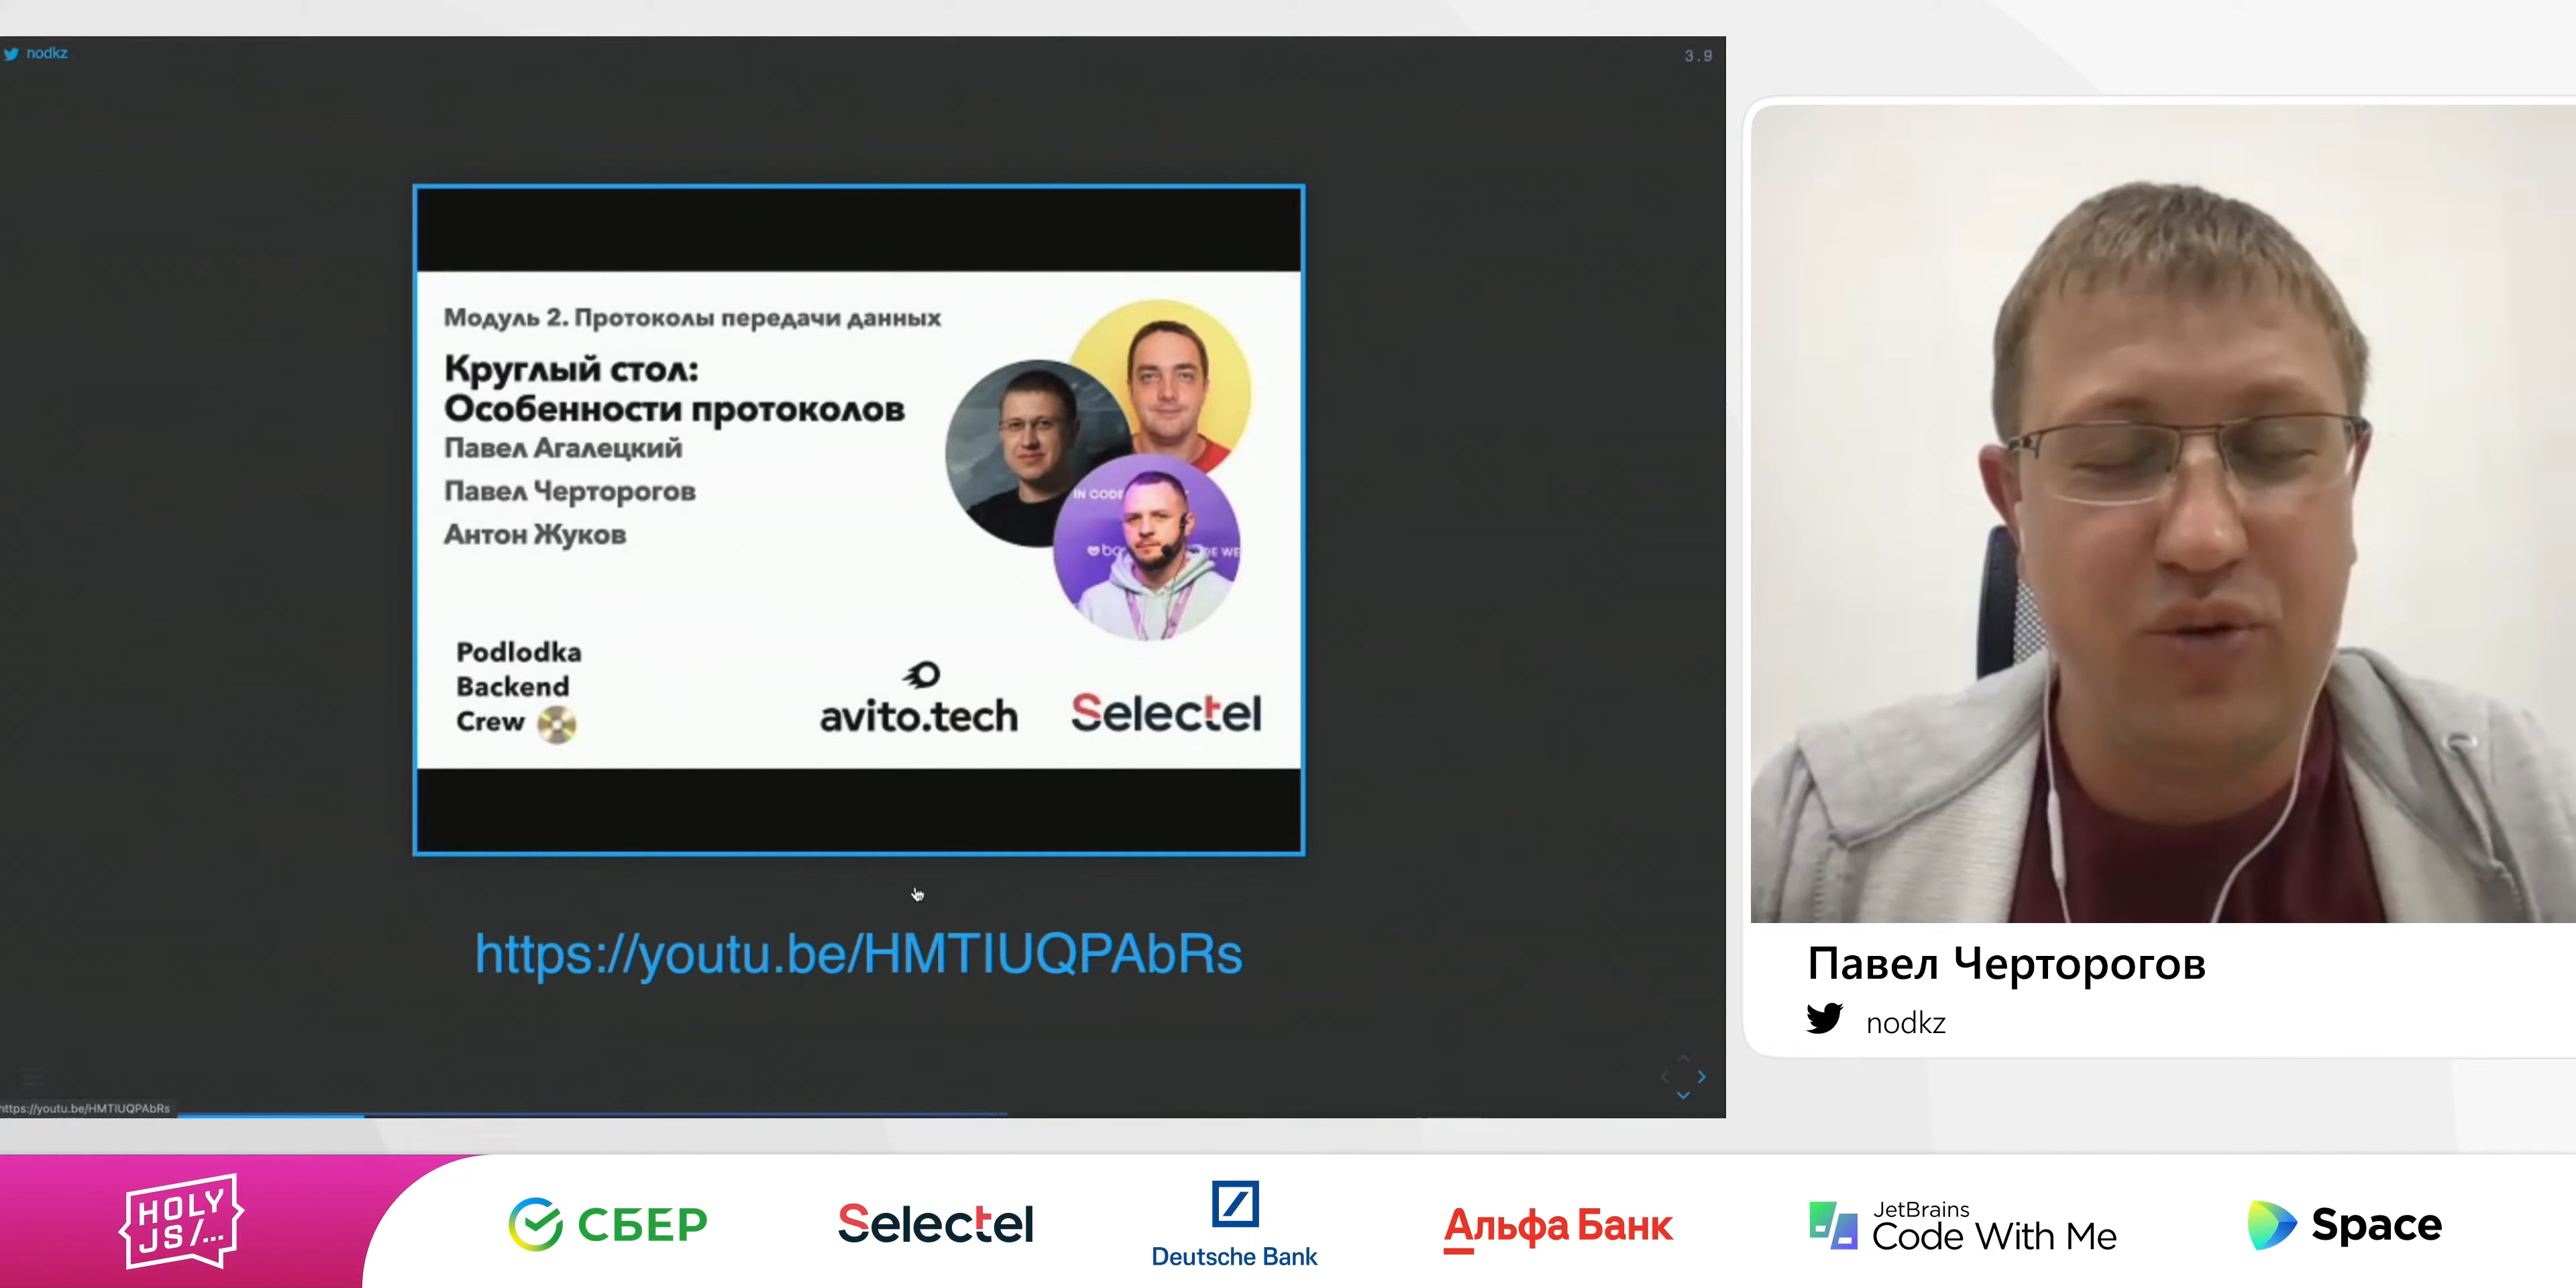 nodkz
3.9
Модуль 2. Протоколы передачи данных
Круглый стол:
Особенности протоколов
Павел Агалецкий
Павел Черторогов
Антон Жуков
IN CODE
Podlodka
Backend
Crew
avito.tech
Selectel
https://youtu.be/HMTIUQPAbRs
https://youtu.be/HMTIUQPAbRs
Павел Черторогов
nodkz
HOLY
JS/...
СБЕР
Selectel
Deutsche Bank
Альфа Банк
JetBrains
Code With Me
Space